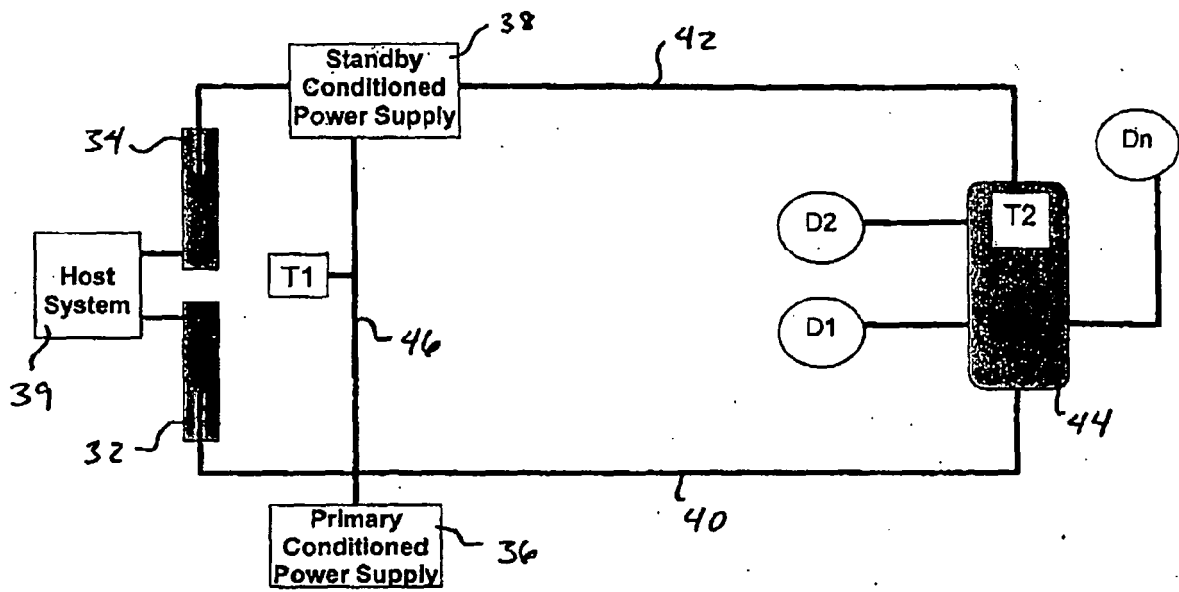 38
Standby
Conditioned
Power Supply
42
34
Dn
D2
T2
Host
System
T1
D1
46
39
44
32
40
Primary
Conditioned
Power Supply
36